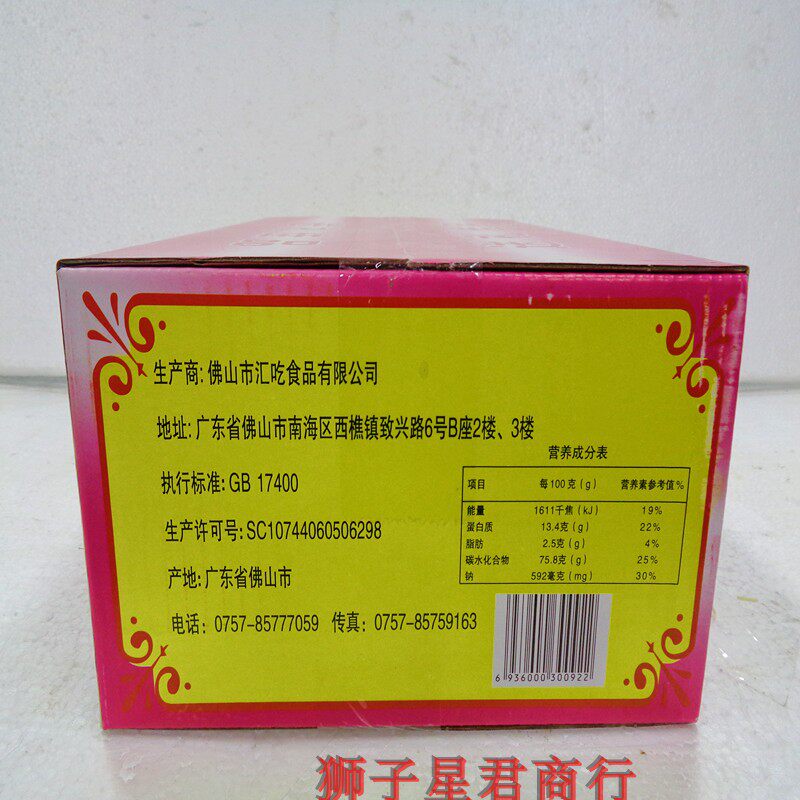 生产商: 佛山市汇吃食品有限公司
地址: 广东省佛山市南海区西樵镇致兴路6号B座2楼、3楼
执行标准: GB 17400
生产许可号: SC10744060506298
产地: 广东省佛山市
电话: 0757-85777059 传真: 0757-85759163
营养成分表
项目 每100克(g) 营养素参考值%
能量 1611千焦(kJ) 19%
蛋白质 13.4克(g) 22%
脂肪 2.5克(g) 4%
碳水化合物 75.8克(g) 25%
钠 592毫克(mg) 30%
6 936000 300922
狮子星君商行